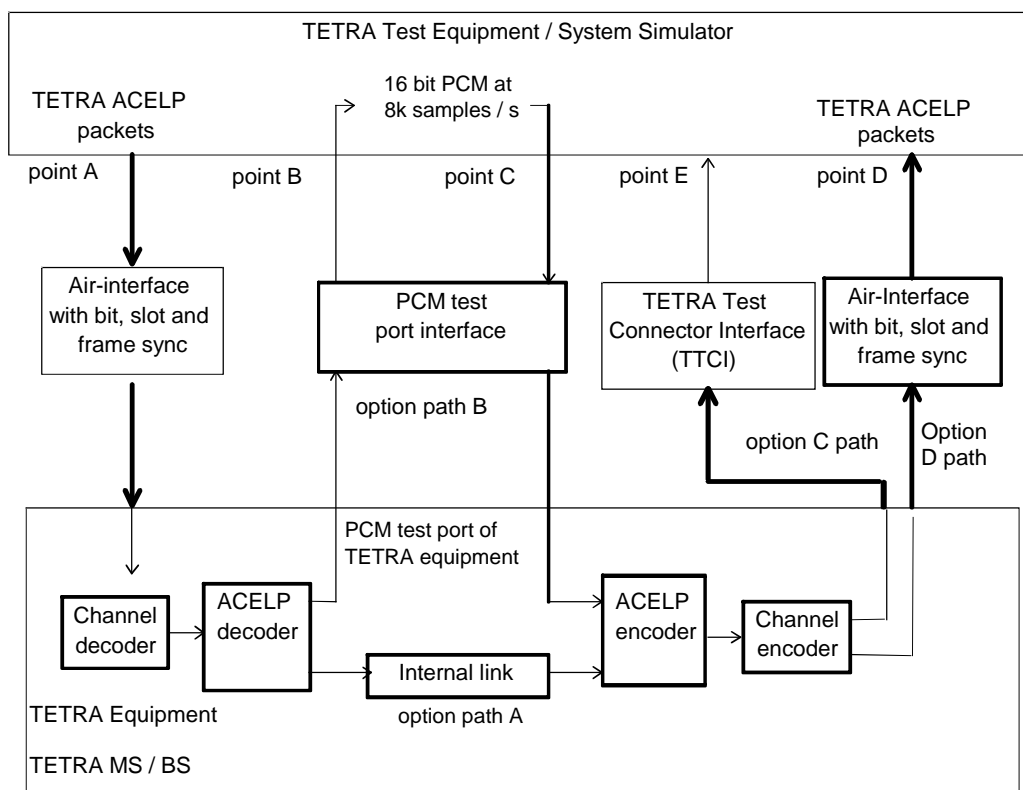 TETRA Test Equipment / System Simulator
16 bit PCM at
8k samples / s
TETRA ACELP
packets
TETRA ACELP
packets
point A
point B
point C
point E
point D
Air-interface
with bit, slot and
frame sync
PCM test
port interface
TETRA Test
Connector Interface
(TTCI)
Air-Interface
with bit, slot and
frame sync
option path B
option C path
Option
D path
PCM test port of
TETRA equipment
Channel
decoder
ACELP
decoder
Internal link
option path A
ACELP
encoder
Channel
encoder
TETRA Equipment
TETRA MS / BS